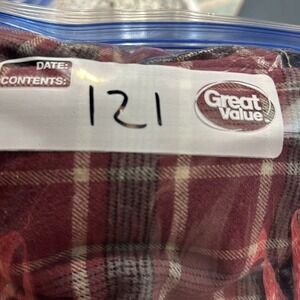 DATE:
CONTENTS:
121
Great
Value